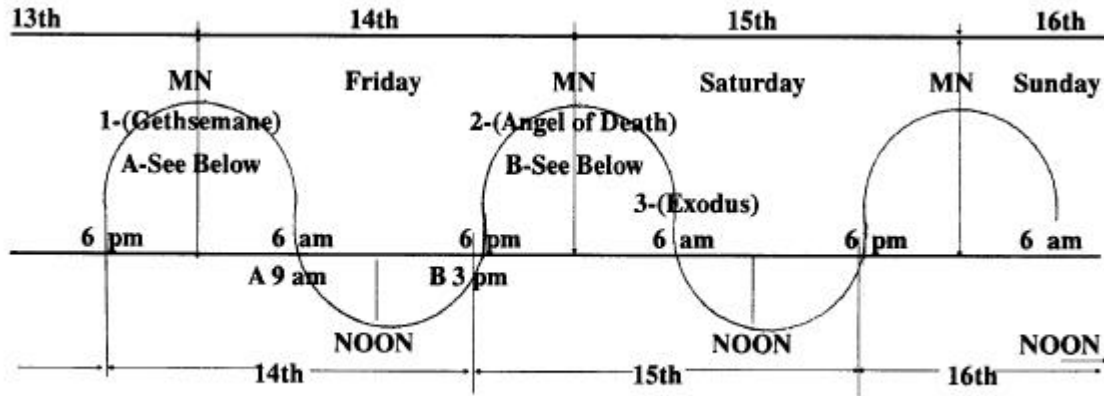 13th 14th 15th 16th
MN Friday MN Saturday MN Sunday
1-(Gethsemane) 2-(Angel of Death)
A-See Below B-See Below
3-(Exodus)
6 pm 6 am 6 pm 6 am 6 pm 6 am
A 9 am B 3 pm
NOON NOON NOON
14th 15th 16th